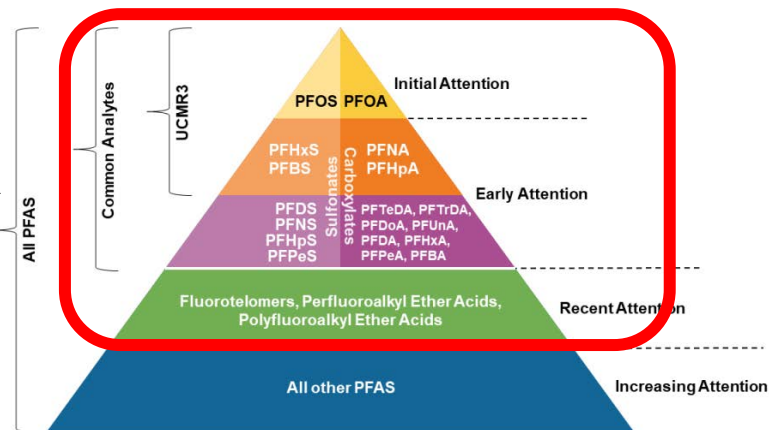 All PFAS
Common Analytes
UCMR3
PFOS PFOA
Initial Attention
PFHxS
PFBS
PFNA
PFHpA
Sulfonates
Carboxylates
Early Attention
PFDS
PFNS
PFHpS
PFPeS
PFTeDA, PFTrDA,
PFDoA, PFUnA,
PFDA, PFHxA,
PFPeA, PFBA
Fluorotelomers, Perfluoroalkyl Ether Acids,
Polyfluoroalkyl Ether Acids
Recent Attention
All other PFAS
Increasing Attention